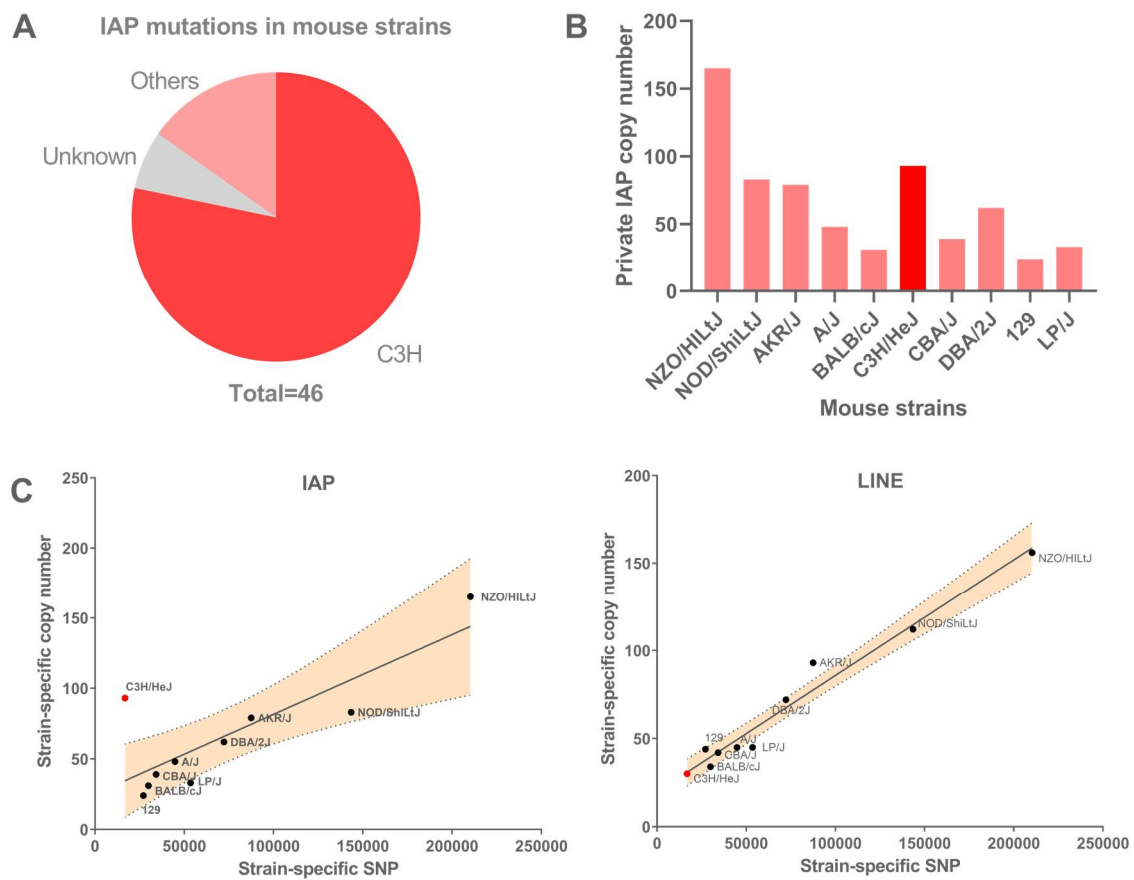 A
IAP mutations in mouse strains
Others
Unknown
C3H
Total=46
B
Private IAP copy number
200
150
100
50
0
NZO/HILtJ
NOD/ShiLtJ
AKR/J
A/J
BALB/cJ
C3H/HeJ
CBA/J
DBA/2J
129
LP/J
Mouse strains
C
IAP
Strain-specific copy number
250
200
150
100
50
0
NZO/HILtJ
C3H/HeJ
AKR/J
NOD/ShiLtJ
DBA/2J
A/J
CBA/J
LP/J
BALB/cJ
129
0 50000 100000 150000 200000 250000
Strain-specific SNP
LINE
Strain-specific copy number
200
150
100
50
0
NZO/HILtJ
NOD/ShiLtJ
AKR/J
DBA/2J
129
A/J
LP/J
CBA/J
BALB/cJ
C3H/HeJ
0 50000 100000 150000 200000 250000
Strain-specific SNP